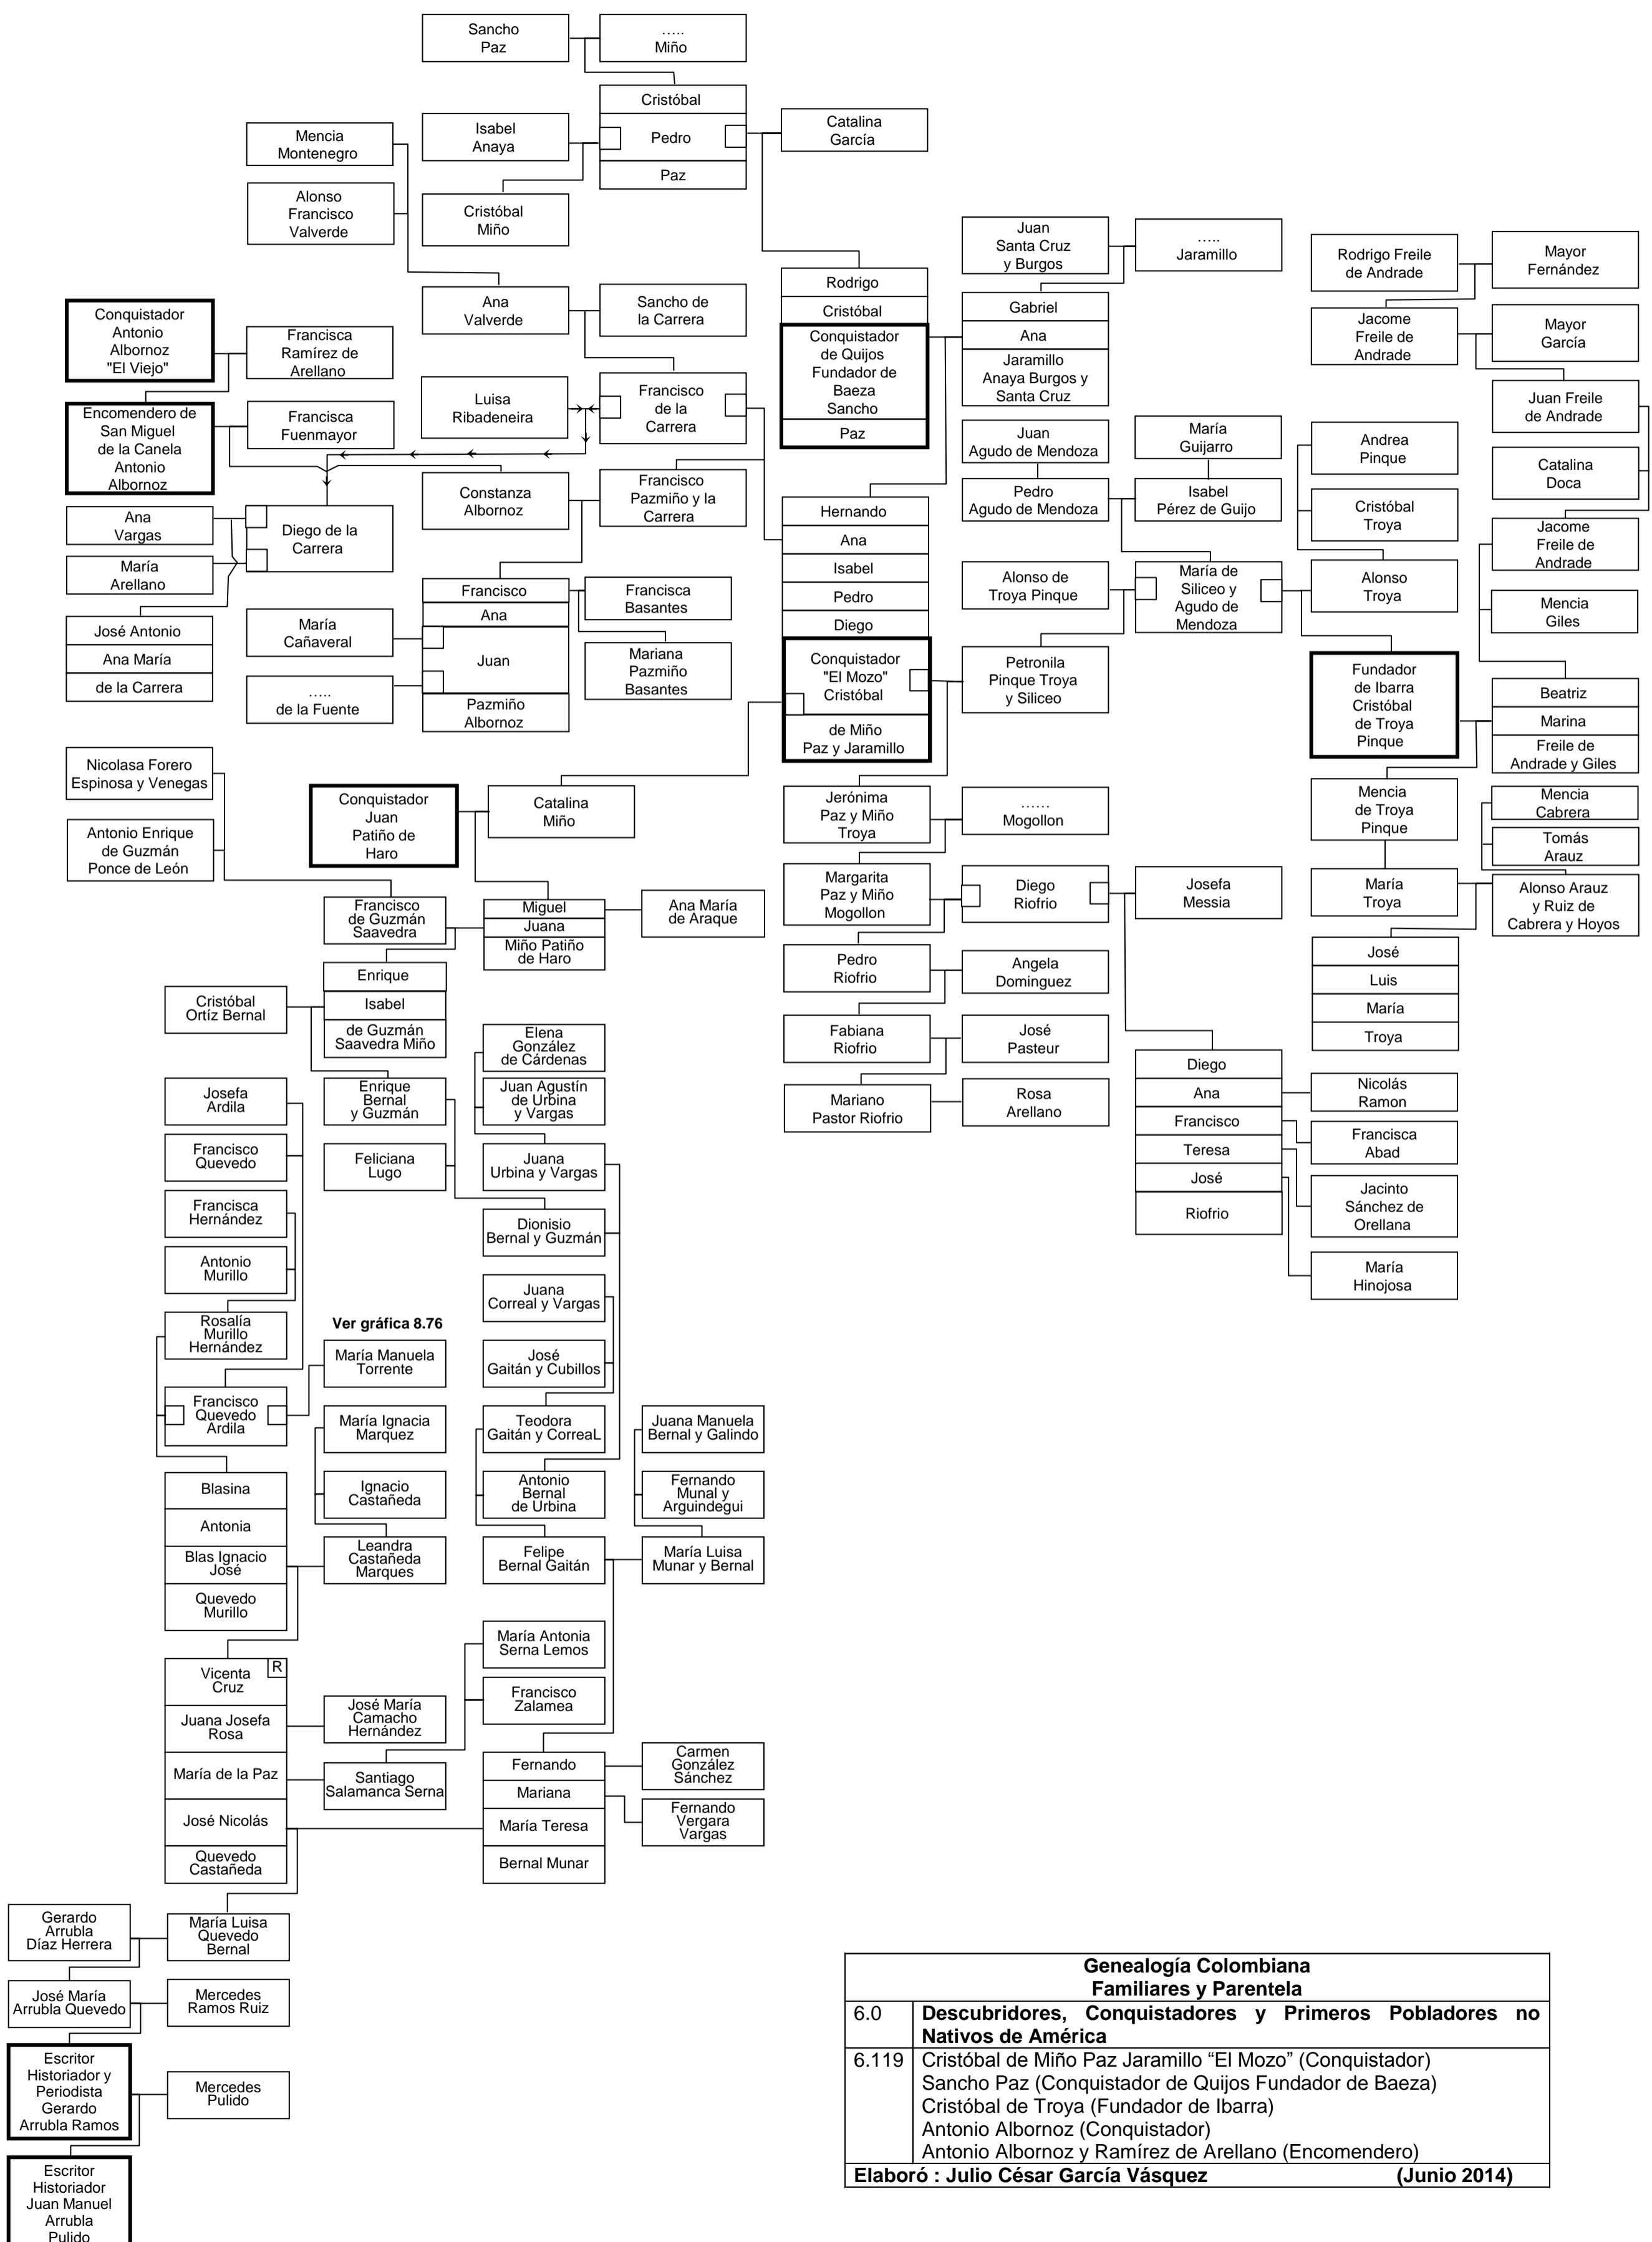 Sancho
Paz
…..
Miño
Cristóbal
Pedro
Paz
Isabel
Anaya
Catalina
García
Mencia
Montenegro
Alonso
Francisco
Valverde
Cristóbal
Miño
Juan
Santa Cruz
y Burgos
…..
Jaramillo
Rodrigo Freile
de Andrade
Mayor
Fernández
Rodrigo
Cristóbal
Conquistador
de Quijos
Fundador de
Baeza
Sancho
Paz
Gabriel
Ana
Jaramillo
Anaya Burgos y
Santa Cruz
Ana
Valverde
Sancho de
la Carrera
Conquistador
Antonio
Albornoz
"El Viejo"
Francisca
Ramírez de
Arellano
Jacome
Freile de
Andrade
Mayor
García
Luisa
Ribadeneira
Francisco
de la
Carrera
Juan Freile
de Andrade
Encomendero de
San Miguel
de la Canela
Antonio
Albornoz
Francisca
Fuenmayor
Juan
Agudo de Mendoza
María
Guijarro
Andrea
Pinque
Catalina
Doca
Constanza
Albornoz
Francisco
Pazmiño y la
Carrera
Pedro
Agudo de Mendoza
Isabel
Pérez de Guijo
Cristóbal
Troya
Ana
Vargas
Diego de la
Carrera
María
Arellano
Hernando
Ana
Isabel
Pedro
Diego
Conquistador
"El Mozo"
Cristóbal
de Miño
Paz y Jaramillo
Jacome
Freile de
Andrade
Alonso de
Troya Pinque
María de
Siliceo y
Agudo de
Mendoza
Alonso
Troya
Mencia
Giles
Francisco
Ana
Juan
Pazmiño
Albornoz
Francisca
Basantes
María
Cañaveral
Mariana
Pazmiño
Basantes
…..
de la Fuente
José Antonio
Ana María
de la Carrera
Petronila
Pinque Troya
y Siliceo
Fundador
de Ibarra
Cristóbal
de Troya
Pinque
Beatriz
Marina
Freile de
Andrade y Giles
Nicolasa Forero
Espinosa y Venegas
Antonio Enrique
de Guzmán
Ponce de León
Conquistador
Juan
Patiño de
Haro
Catalina
Miño
Jerónima
Paz y Miño
Troya
……
Mogollon
Mencia
de Troya
Pinque
Mencia
Cabrera
Tomás
Arauz
Margarita
Paz y Miño
Mogollon
Diego
Riofrio
Josefa
Messia
María
Troya
Alonso Arauz
y Ruiz de
Cabrera y Hoyos
Francisco
de Guzmán
Saavedra
Miguel
Juana
Miño Patiño
de Haro
Ana María
de Araque
Pedro
Riofrio
Angela
Dominguez
José
Luis
María
Troya
Enrique
Isabel
de Guzmán
Saavedra Miño
Cristóbal
Ortíz Bernal
Fabiana
Riofrio
José
Pasteur
Elena
González
de Cárdenas
Juan Agustín
de Urbina
y Vargas
Mariano
Pastor Riofrio
Rosa
Arellano
Diego
Ana
Francisco
Teresa
José
Riofrio
Nicolás
Ramon
Francisca
Abad
Jacinto
Sánchez de
Orellana
María
Hinojosa
Josefa
Ardila
Enrique
Bernal
y Guzmán
Francisco
Quevedo
Feliciana
Lugo
Juana
Urbina y Vargas
Francisca
Hernández
Dionisio
Bernal y Guzmán
Antonio
Murillo
Juana
Correal y Vargas
Rosalía
Murillo
Hernández
Ver gráfica 8.76
María Manuela
Torrente
José
Gaitán y Cubillos
Francisco
Quevedo
Ardila
María Ignacia
Marquez
Teodora
Gaitán y CorreaL
Juana Manuela
Bernal y Galindo
Ignacio
Castañeda
Antonio
Bernal
de Urbina
Fernando
Munal y
Arguindegui
Blasina
Antonia
Blas Ignacio
José
Quevedo
Murillo
Leandra
Castañeda
Marques
Felipe
Bernal Gaitán
María Luisa
Munar y Bernal
María Antonia
Serna Lemos
Francisco
Zalamea
Vicenta
Cruz
R
Juana Josefa
Rosa
María de la Paz
José Nicolás
Quevedo
Castañeda
José María
Camacho
Hernández
Santiago
Salamanca Serna
Fernando
Mariana
María Teresa
Bernal Munar
Carmen
González
Sánchez
Fernando
Vergara
Vargas
Gerardo
Arrubla
Díaz Herrera
María Luisa
Quevedo
Bernal
José María
Arrubla Quevedo
Mercedes
Ramos Ruiz
Escritor
Historiador y
Periodista
Gerardo
Arrubla Ramos
Mercedes
Pulido
Escritor
Historiador
Juan Manuel
Arrubla
Pulido
Genealogía Colombiana
Familiares y Parentela
6.0 Descubridores, Conquistadores y Primeros Pobladores no
Nativos de América
6.119 Cristóbal de Miño Paz Jaramillo “El Mozo” (Conquistador)
Sancho Paz (Conquistador de Quijos Fundador de Baeza)
Cristóbal de Troya (Fundador de Ibarra)
Antonio Albornoz (Conquistador)
Antonio Albornoz y Ramírez de Arellano (Encomendero)
Elaboró : Julio César García Vásquez (Junio 2014)